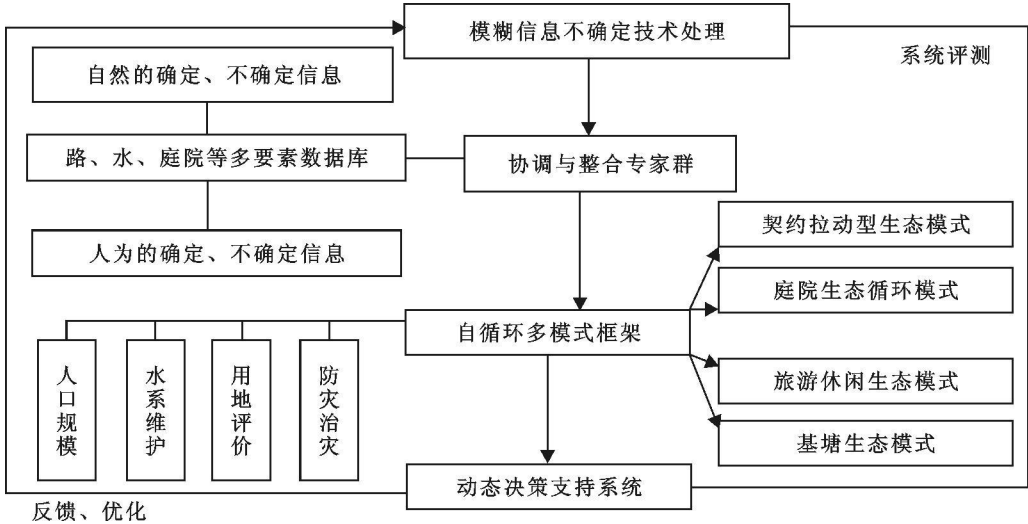 模糊信息不确定技术处理
系统评测
自然的确定、不确定信息
路、水、庭院等多要素数据库
协调与整合专家群
人为的确定、不确定信息
契约拉动型生态模式
庭院生态循环模式
自循环多模式框架
旅游休闲生态模式
基塘生态模式
人口规模
水系维护
用地评价
防灾治灾
动态决策支持系统
反馈、优化